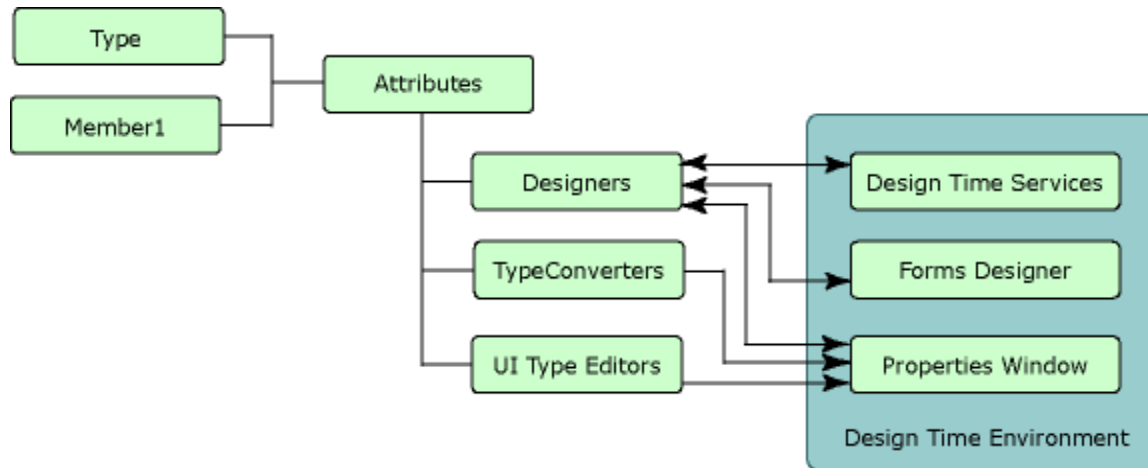 Type
Attributes
Member1
Designers
Design Time Services
TypeConverters
Forms Designer
UI Type Editors
Properties Window
Design Time Environment